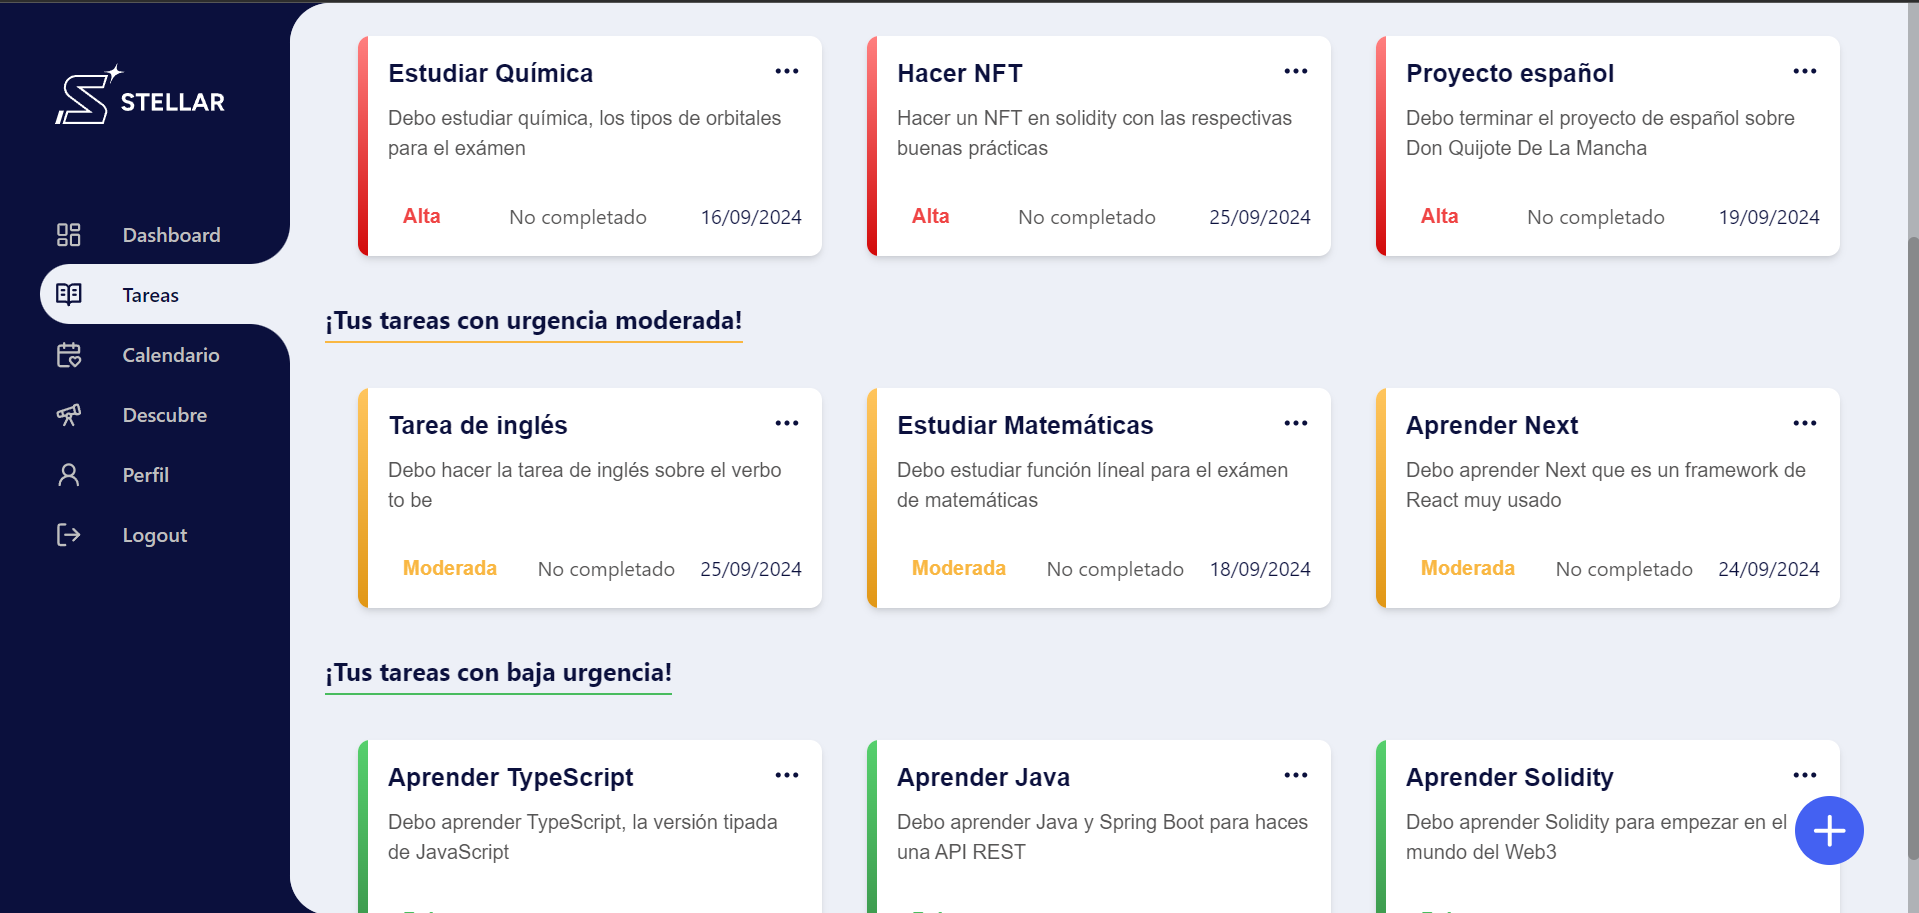 STELLAR
Dashboard
Tareas
Calendario
Descubre
Perfil
Logout
Estudiar Química
Debo estudiar química, los tipos de orbitales
para el exámen
Alta No completado 16/09/2024
Hacer NFT
Hacer un NFT en solidity con las respectivas
buenas prácticas
Alta No completado 25/09/2024
Proyecto español
Debo terminar el proyecto de español sobre
Don Quijote De La Mancha
Alta No completado 19/09/2024
¡Tus tareas con urgencia moderada!
Tarea de inglés
Debo hacer la tarea de inglés sobre el verbo
to be
Moderada No completado 25/09/2024
Estudiar Matemáticas
Debo estudiar función líneal para el exámen
de matemáticas
Moderada No completado 18/09/2024
Aprender Next
Debo aprender Next que es un framework de
React muy usado
Moderada No completado 24/09/2024
¡Tus tareas con baja urgencia!
Aprender TypeScript
Debo aprender TypeScript, la versión tipada
de JavaScript
Aprender Java
Debo aprender Java y Spring Boot para haces
una API REST
Aprender Solidity
Debo aprender Solidity para empezar en el
mundo del Web3